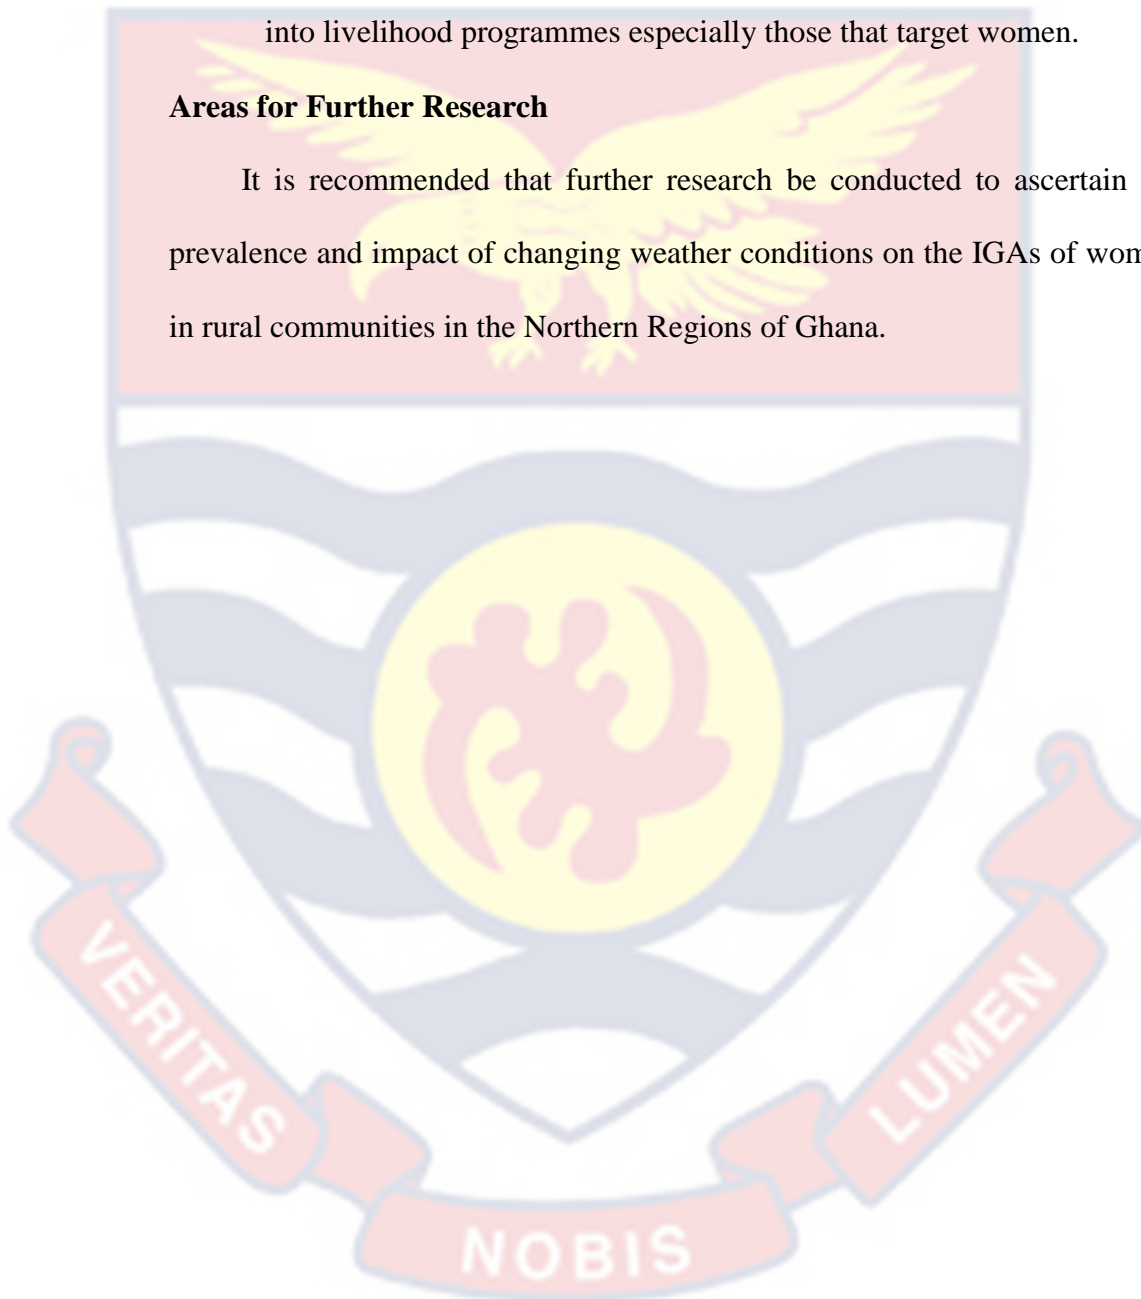 into livelihood programmes especially those that target women.
Areas for Further Research
It is recommended that further research be conducted to ascertain
prevalence and impact of changing weather conditions on the IGAs of
in rural communities in the Northern Regions of Ghana.
VERITAS
NOBIS
LUMEN